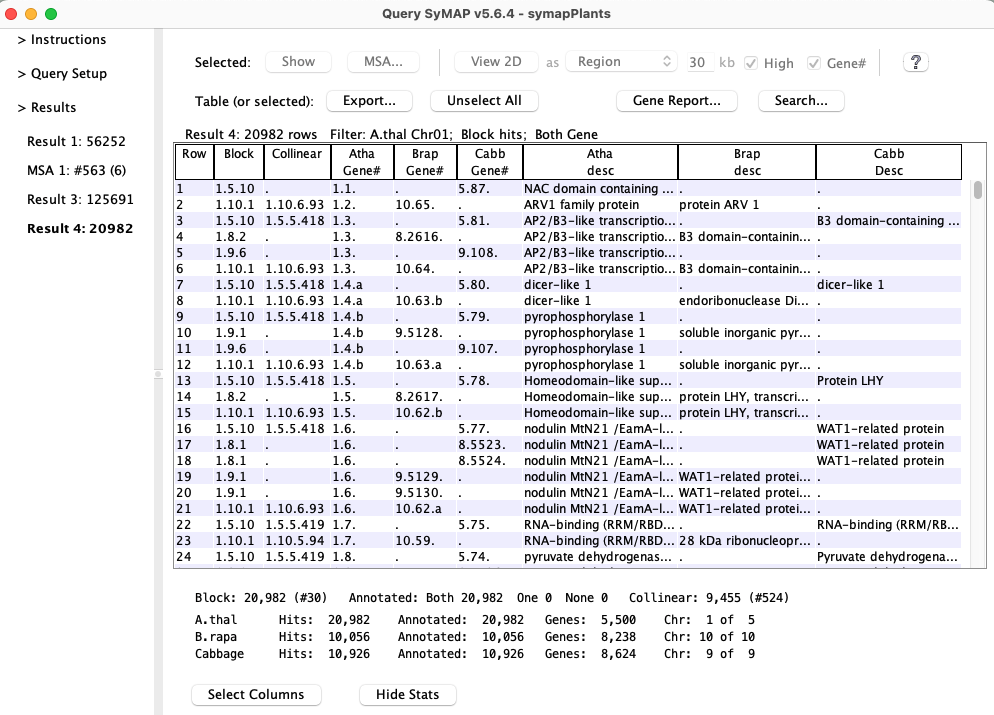 Query SyMAP v5.6.4 - symapPlants
> Instructions
> Query Setup
> Results
Result 1: 56252
MSA 1: #563 (6)
Result 3: 125691
Result 4: 20982
Selected: Show MSA... View 2D as Region 30 kb High Gene# ?
Table (or selected): Export... Unselect All Gene Report... Search...
Result 4: 20982 rows Filter: A.thal Chr01; Block hits; Both Gene
Row Block Collinear Atha Gene# Brap Gene# Cabb Gene# Atha desc Brap desc Cabb Desc
1 1.5.10 . 1.1. . 5.87. NAC domain containing ... . .
2 1.10.1 1.10.6.93 1.2. 10.65. . ARV1 family protein protein ARV 1 .
3 1.5.10 1.5.5.418 1.3. . 5.81. AP2/B3-like transcriptio... . B3 domain-containing ...
4 1.8.2 . 1.3. 8.2616. . AP2/B3-like transcriptio... B3 domain-containin... .
5 1.9.6 . 1.3. . 9.108. AP2/B3-like transcriptio... . .
6 1.10.1 1.10.6.93 1.3. 10.64. . AP2/B3-like transcriptio... B3 domain-containin... .
7 1.5.10 1.5.5.418 1.4.a . 5.80. dicer-like 1 . dicer-like 1
8 1.10.1 1.10.6.93 1.4.a 10.63.b . dicer-like 1 endoribonuclease Di... .
9 1.5.10 1.5.5.418 1.4.b . 5.79. pyrophosphorylase 1 . .
10 1.9.1 . 1.4.b 9.5128. . pyrophosphorylase 1 soluble inorganic pyr... .
11 1.9.6 . 1.4.b . 9.107. pyrophosphorylase 1 . .
12 1.10.1 1.10.6.93 1.4.b 10.63.a . pyrophosphorylase 1 soluble inorganic pyr... .
13 1.5.10 1.5.5.418 1.5. . 5.78. Homeodomain-like sup... . Protein LHY
14 1.8.2 . 1.5. 8.2617. . Homeodomain-like sup... protein LHY, transcri... .
15 1.10.1 1.10.6.93 1.5. 10.62.b . Homeodomain-like sup... protein LHY, transcri... .
16 1.5.10 1.5.5.418 1.6. . 5.77. nodulin MtN21 /EamA-l... . WAT1-related protein
17 1.8.1 . 1.6. . 8.5523. nodulin MtN21 /EamA-l... . WAT1-related protein
18 1.8.1 . 1.6. . 8.5524. nodulin MtN21 /EamA-l... . WAT1-related protein
19 1.9.1 . 1.6. 9.5129. . nodulin MtN21 /EamA-l... WAT1-related protei... .
20 1.9.1 . 1.6. 9.5130. . nodulin MtN21 /EamA-l... WAT1-related protei... .
21 1.10.1 1.10.6.93 1.6. 10.62.a . nodulin MtN21 /EamA-l... WAT1-related protei... .
22 1.5.10 1.5.5.419 1.7. . 5.75. RNA-binding (RRM/RBD... . RNA-binding (RRM/RB...
23 1.10.1 1.10.5.94 1.7. 10.59. . RNA-binding (RRM/RBD... 28 kDa ribonucleopr... .
24 1.5.10 1.5.5.419 1.8. . 5.74. pyruvate dehydrogenas... . Pyruvate dehydrogena...
Block: 20,982 (#30) Annotated: Both 20,982 One 0 None 0 Collinear: 9,455 (#524)
A.thal Hits: 20,982 Annotated: 20,982 Genes: 5,500 Chr: 1 of 5
B.rapa Hits: 10,056 Annotated: 10,056 Genes: 8,238 Chr: 10 of 10
Cabbage Hits: 10,926 Annotated: 10,926 Genes: 8,624 Chr: 9 of 9
Select Columns Hide Stats